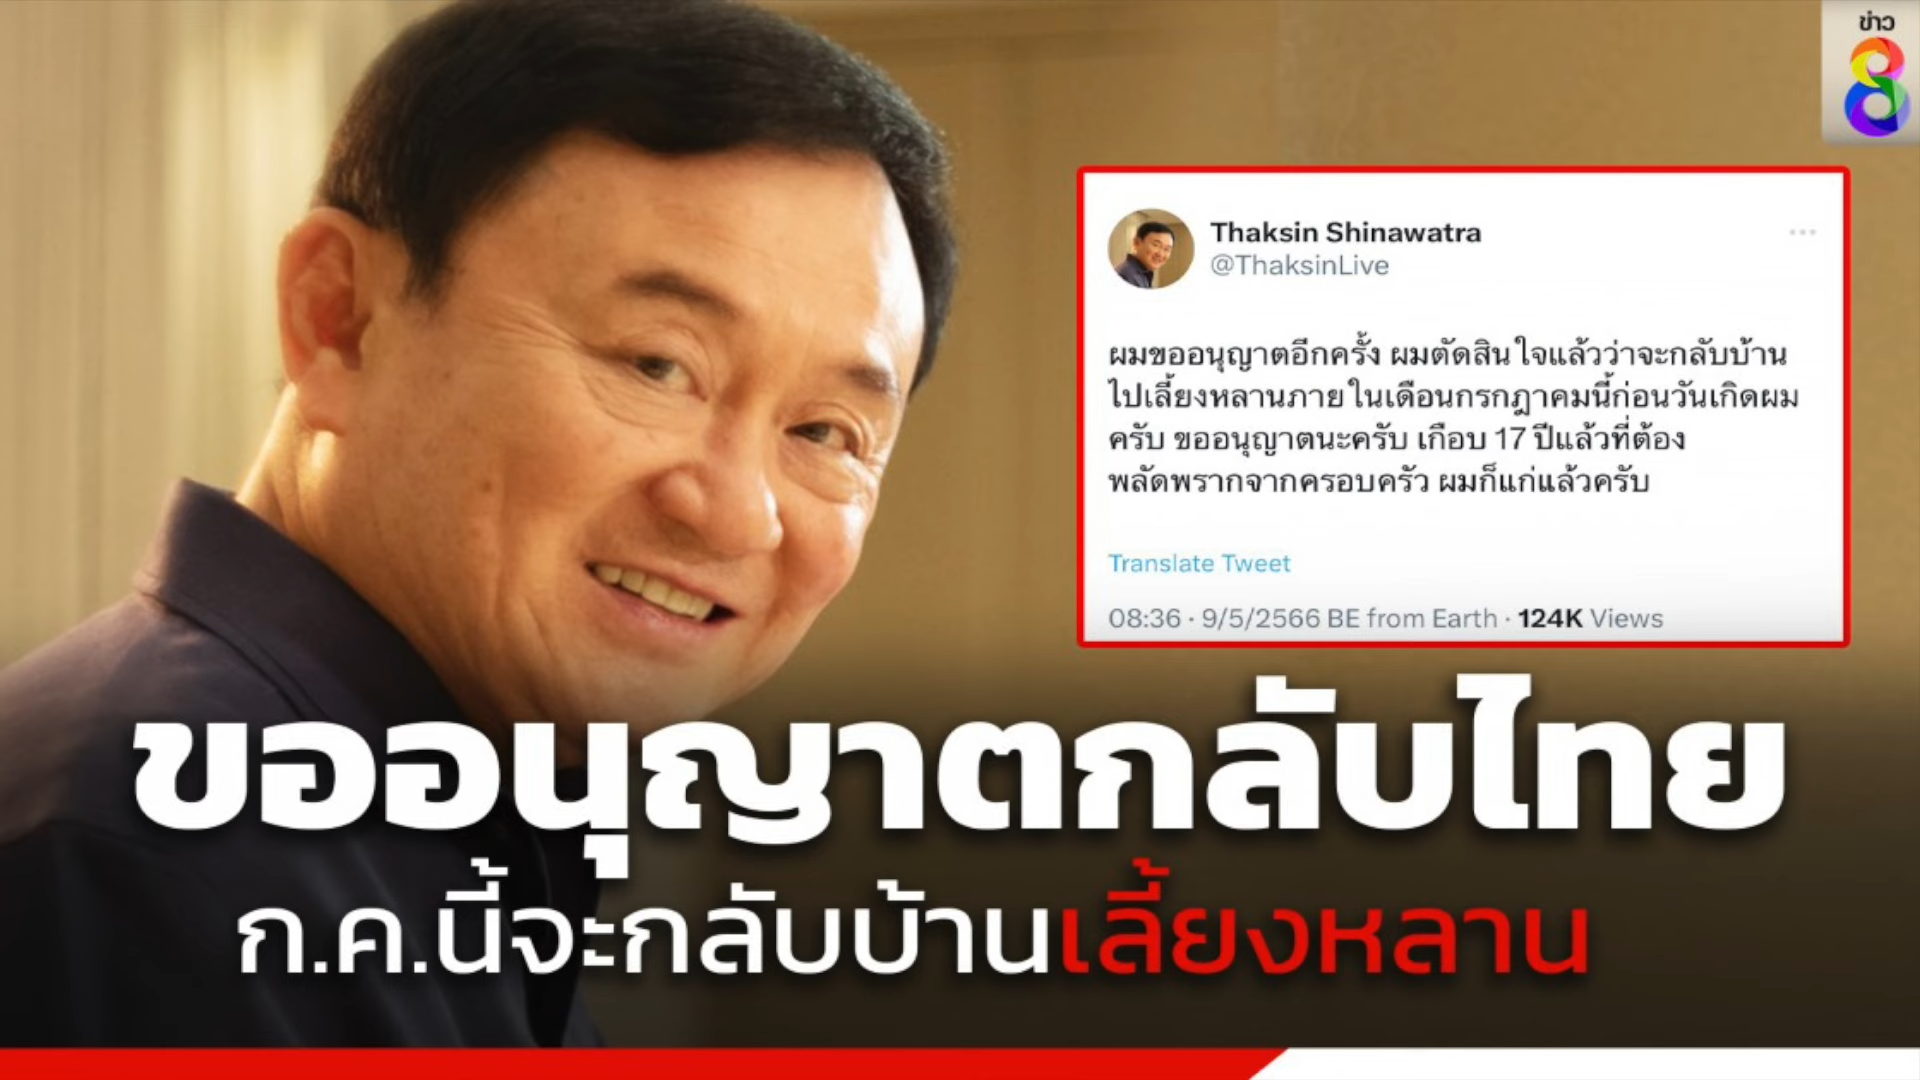 ข่าว
8
Thaksin Shinawatra
@ThaksinLive
ผมขออนุญาตอีกครั้ง ผมตัดสินใจแล้วว่าจะกลับบ้าน
ไปเลี้ยงหลานภายในเดือนกรกฎาคมนี้ก่อนวันเกิดผม
ครับ ขออนุญาตนะครับ เกือบ 17 ปีแล้วที่ต้อง
พลัดพรากจากครอบครัว ผมก็แก่แล้วครับ
Translate Tweet
08:36 · 9/5/2566 BE from Earth · 124K Views
ขออนุญาตกลับไทย
ก.ค.นี้จะกลับบ้านเลี้ยงหลาน